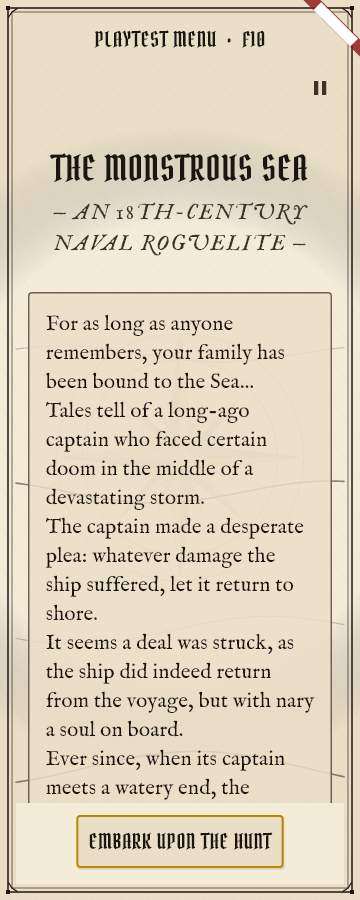 PLAYTEST MENU · F10
THE MONSTROUS SEA
– AN 18TH-CENTURY
NAVAL ROGUELITE –
For as long as anyone
remembers, your family has
been bound to the Sea...
Tales tell of a long-ago
captain who faced certain
doom in the middle of a
devastating storm.
The captain made a desperate
plea: whatever damage the
ship suffered, let it return to
shore.
It seems a deal was struck, as
the ship did indeed return
from the voyage, but with nary
a soul on board.
Ever since, when its captain
meets a watery end, the
EMBARK UPON THE HUNT